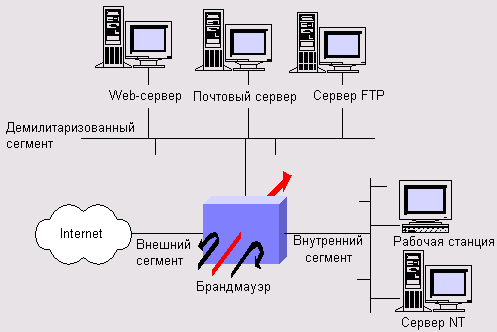 Web-сервер
Почтовый сервер
Сервер FTP
Демилитаризованный
сегмент
Internet
Внешний
сегмент
Внутренний
сегмент
Рабочая станция
Брандмауэр
Сервер NT